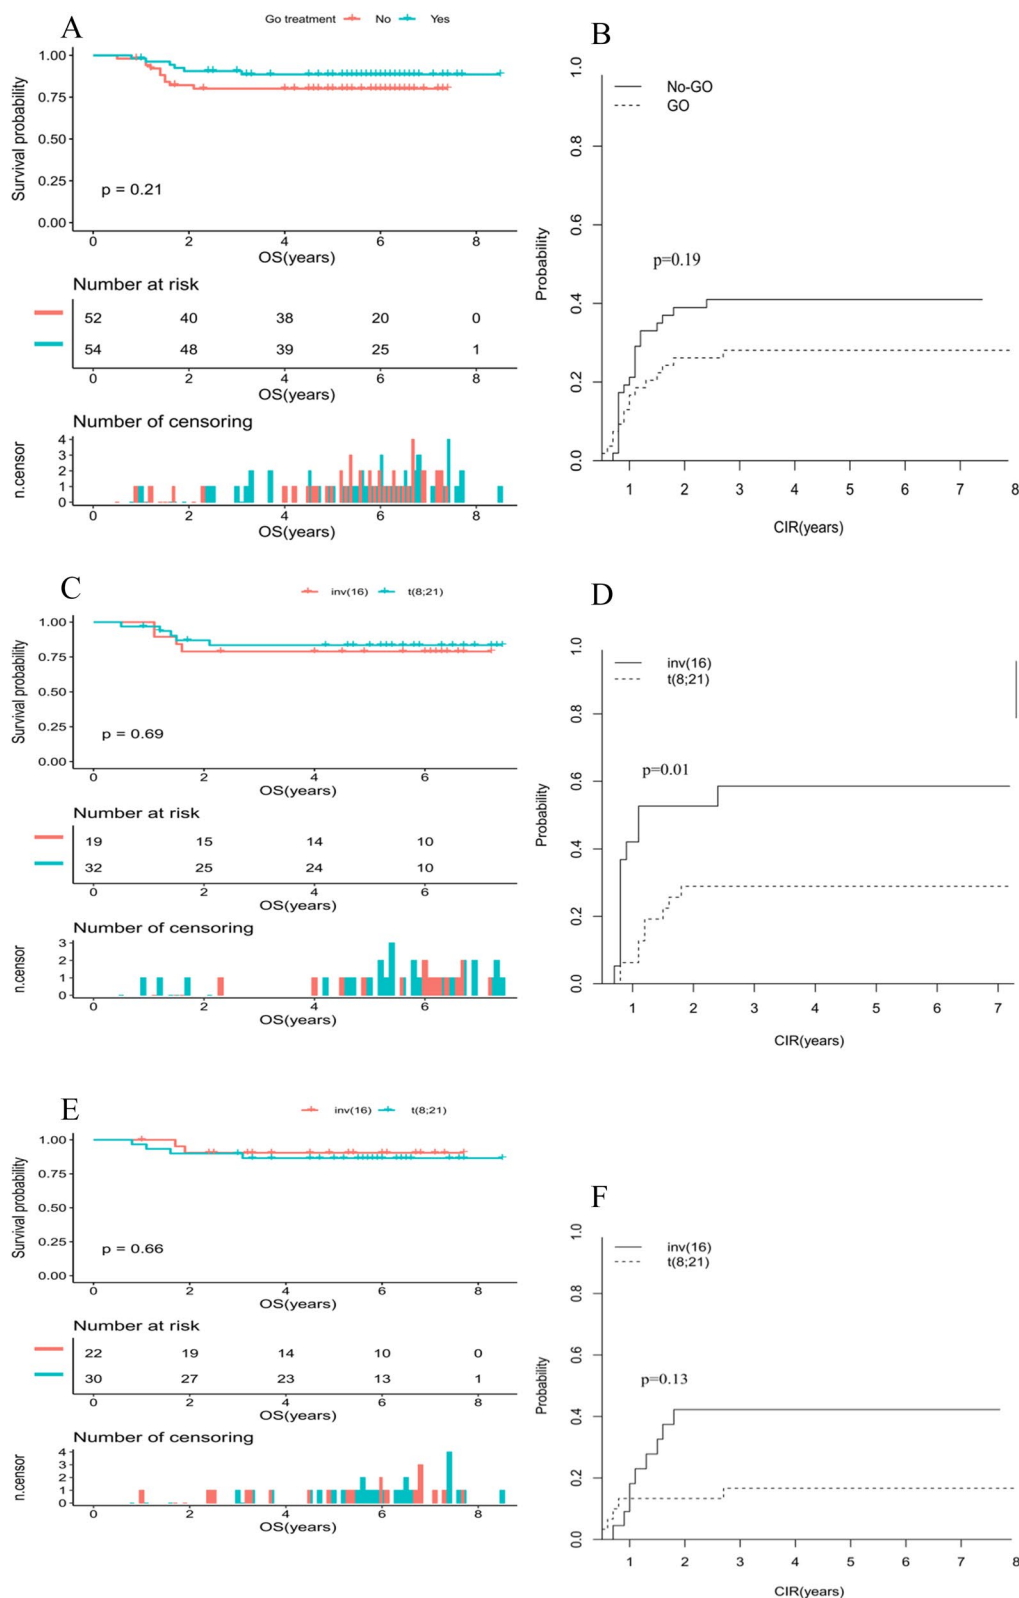 A
Go treatment No Yes
1.00
0.75
0.50
0.25
0.00
Survival probability
p = 0.21
0 2 4 6 8
OS(years)
Number at risk
52 40 38 20 0
54 48 39 25 1
0 2 4 6 8
OS(years)
Number of censoring
n.censor
4
3
2
1
0
0 2 4 6 8
OS(years)
B
No-GO
GO
1.0
0.8
0.6
0.4
0.2
0.0
Probability
p=0.19
1 2 3 4 5 6 7 8
CIR(years)
C
inv(16) t(8;21)
1.00
0.75
0.50
0.25
0.00
Survival probability
p = 0.69
0 2 4 6
OS(years)
Number at risk
19 15 14 10
32 25 24 10
0 2 4 6
OS(years)
Number of censoring
n.censor
3
2
1
0
0 2 4 6
OS(years)
D
inv(16)
t(8;21)
1.0
0.8
0.6
0.4
0.2
0.0
Probability
p=0.01
1 2 3 4 5 6 7
CIR(years)
E
inv(16) t(8;21)
1.00
0.75
0.50
0.25
0.00
Survival probability
p = 0.66
0 2 4 6 8
OS(years)
Number at risk
22 19 14 10 0
30 27 23 13 1
0 2 4 6 8
OS(years)
Number of censoring
n.censor
4
3
2
1
0
0 2 4 6 8
OS(years)
F
inv(16)
t(8;21)
1.0
0.8
0.6
0.4
0.2
0.0
Probability
p=0.13
1 2 3 4 5 6 7 8
CIR(years)